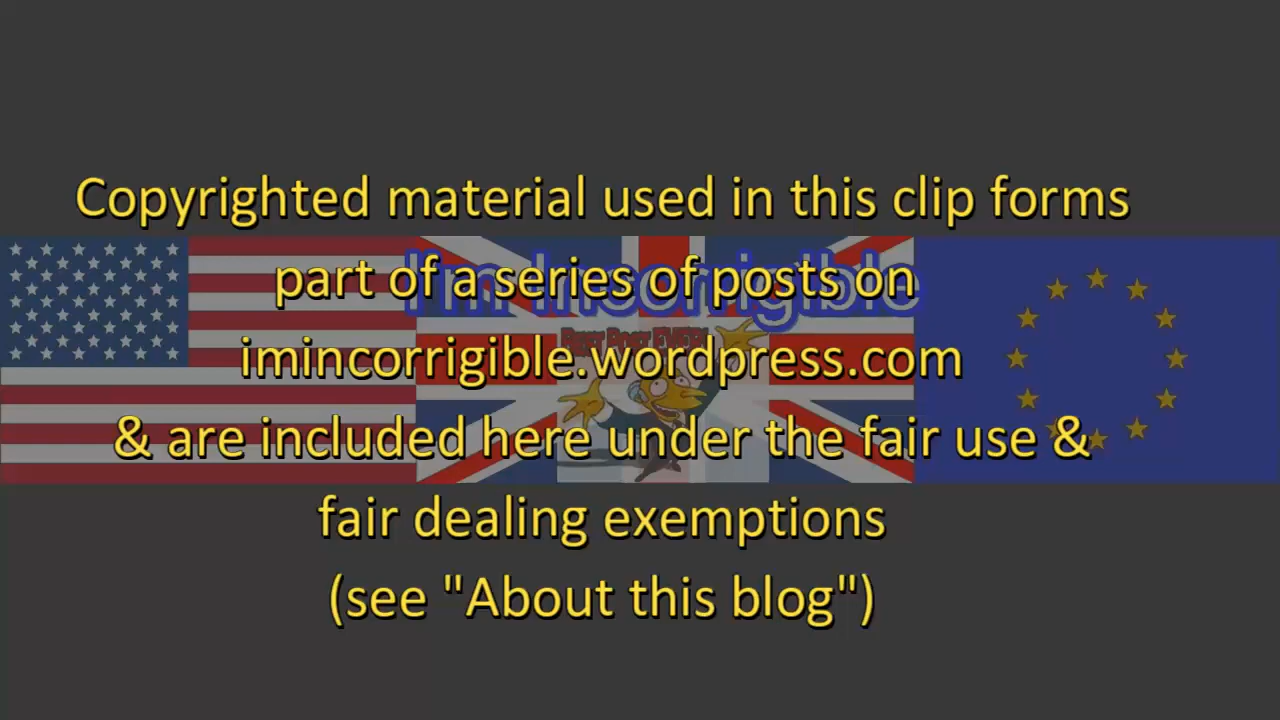 Copyrighted material used in this clip forms
part of a series of posts on
I'm Incorrigible
imincorrigible.wordpress.com
& are included here under the fair use &
fair dealing exemptions
(see "About this blog")